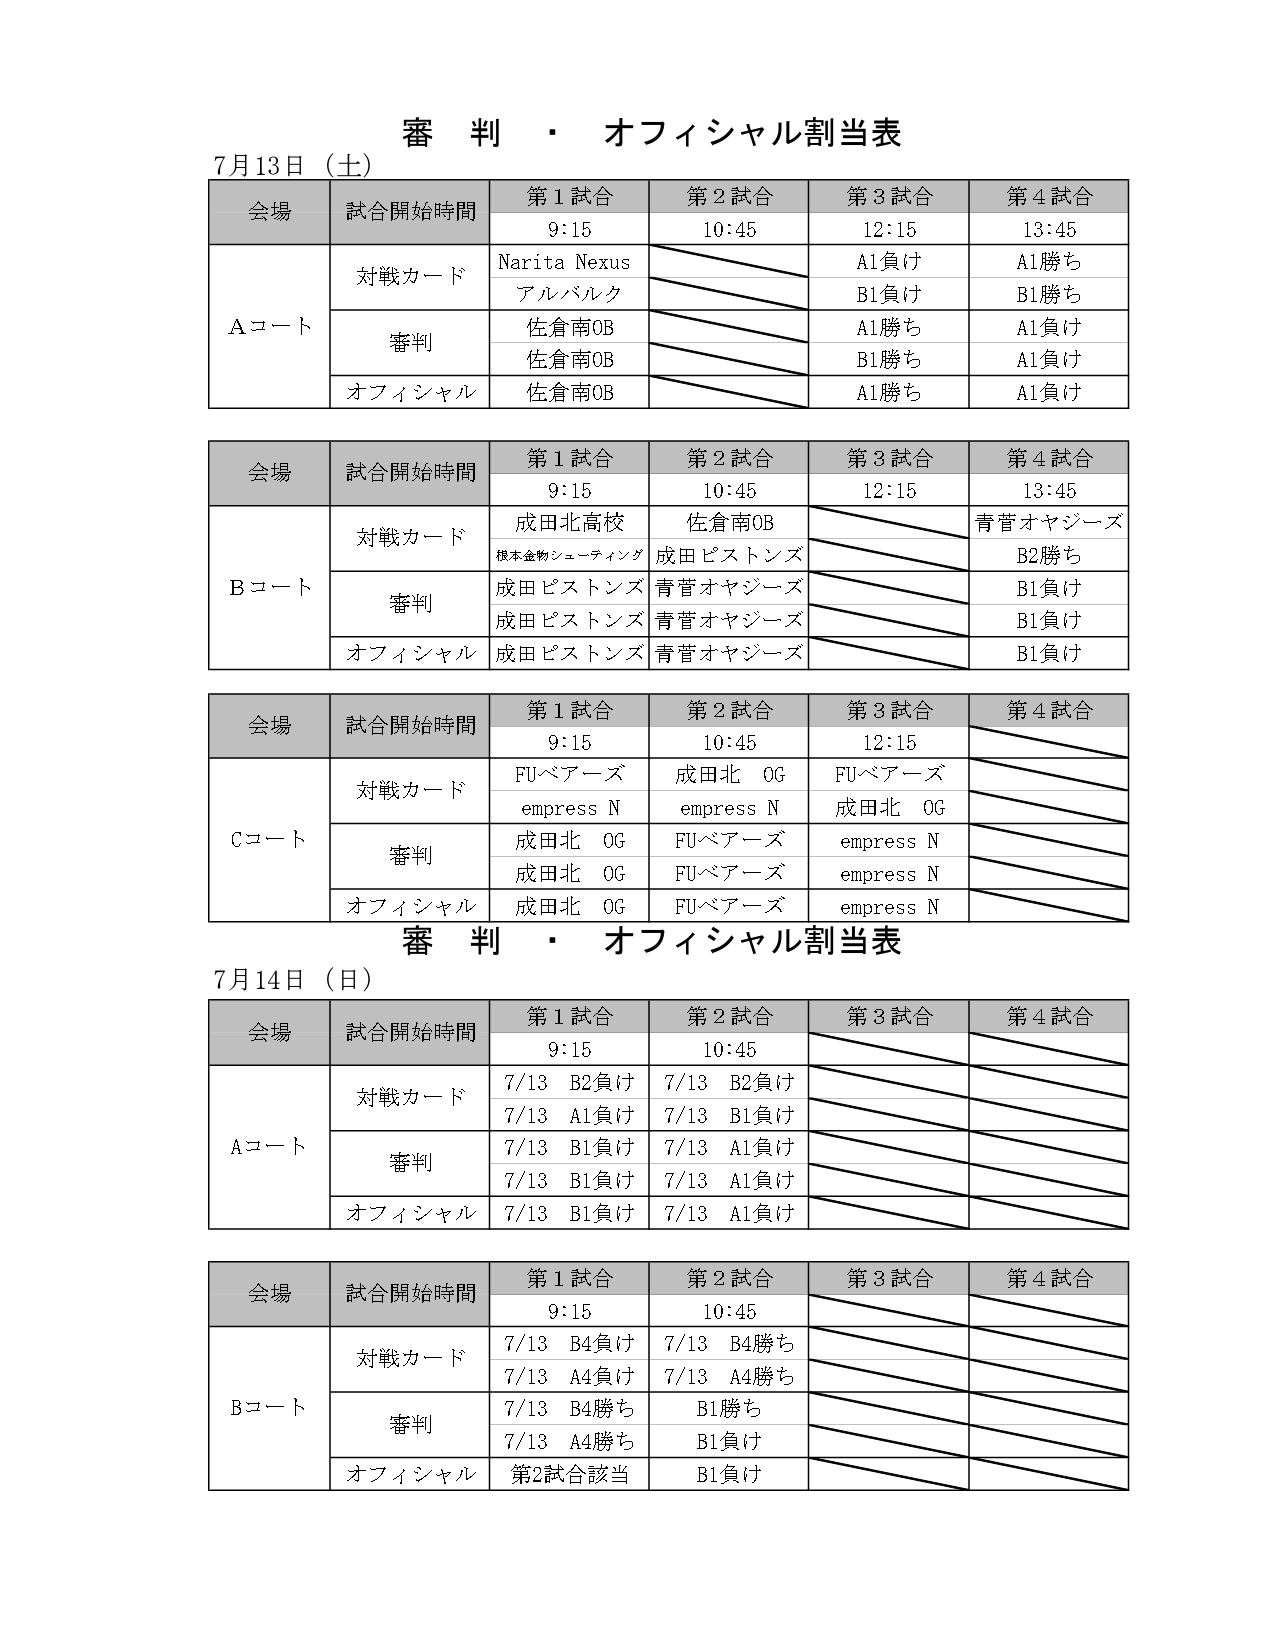 審　判　・　オフィシャル割当表
7月13日（土）
会場 試合開始時間 第１試合 第２試合 第３試合 第４試合
9:15 10:45 12:15 13:45
Aコート 対戦カード Narita Nexus A1負け A1勝ち
アルバルク B1負け B1勝ち
審判 佐倉南OB A1勝ち A1負け
佐倉南OB B1勝ち A1負け
オフィシャル 佐倉南OB A1勝ち A1負け
会場 試合開始時間 第１試合 第２試合 第３試合 第４試合
9:15 10:45 12:15 13:45
Bコート 対戦カード 成田北高校 佐倉南OB 青菅オヤジーズ
根本金物シューティング 成田ピストンズ B2勝ち
審判 成田ピストンズ 青菅オヤジーズ B1負け
成田ピストンズ 青菅オヤジーズ B1負け
オフィシャル 成田ピストンズ 青菅オヤジーズ B1負け
会場 試合開始時間 第１試合 第２試合 第３試合 第４試合
9:15 10:45 12:15
Cコート 対戦カード FUベアーズ 成田北　OG FUベアーズ
empress N empress N 成田北　OG
審判 成田北　OG FUベアーズ empress N
成田北　OG FUベアーズ empress N
オフィシャル 成田北　OG FUベアーズ empress N
審　判　・　オフィシャル割当表
7月14日（日）
会場 試合開始時間 第１試合 第２試合 第３試合 第４試合
9:15 10:45
Aコート 対戦カード 7/13　B2負け 7/13　B2負け
7/13　A1負け 7/13　B1負け
審判 7/13　B1負け 7/13　A1負け
7/13　B1負け 7/13　A1負け
オフィシャル 7/13　B1負け 7/13　A1負け
会場 試合開始時間 第１試合 第２試合 第３試合 第４試合
9:15 10:45
Bコート 対戦カード 7/13　B4負け 7/13　B4勝ち
7/13　A4負け 7/13　A4勝ち
審判 7/13　B4勝ち B1勝ち
7/13　A4勝ち B1負け
オフィシャル 第2試合該当 B1負け